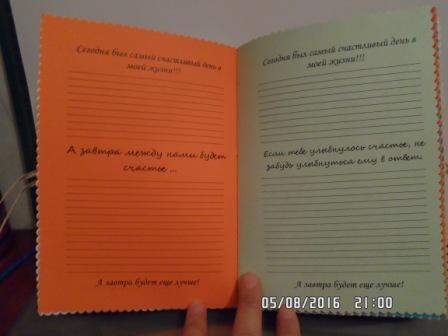 Сегодня был самый счастливый день в
моей жизни!!!
А завтра между нами будет
счастье ...
А завтра будет еще лучше!
Сегодня был самый счастливый день в
моей жизни!!!
Если тебе улыбнулось счастье, не
забудь улыбнуться ему в ответ.
А завтра будет еще лучше!
05/08/2016 21:00